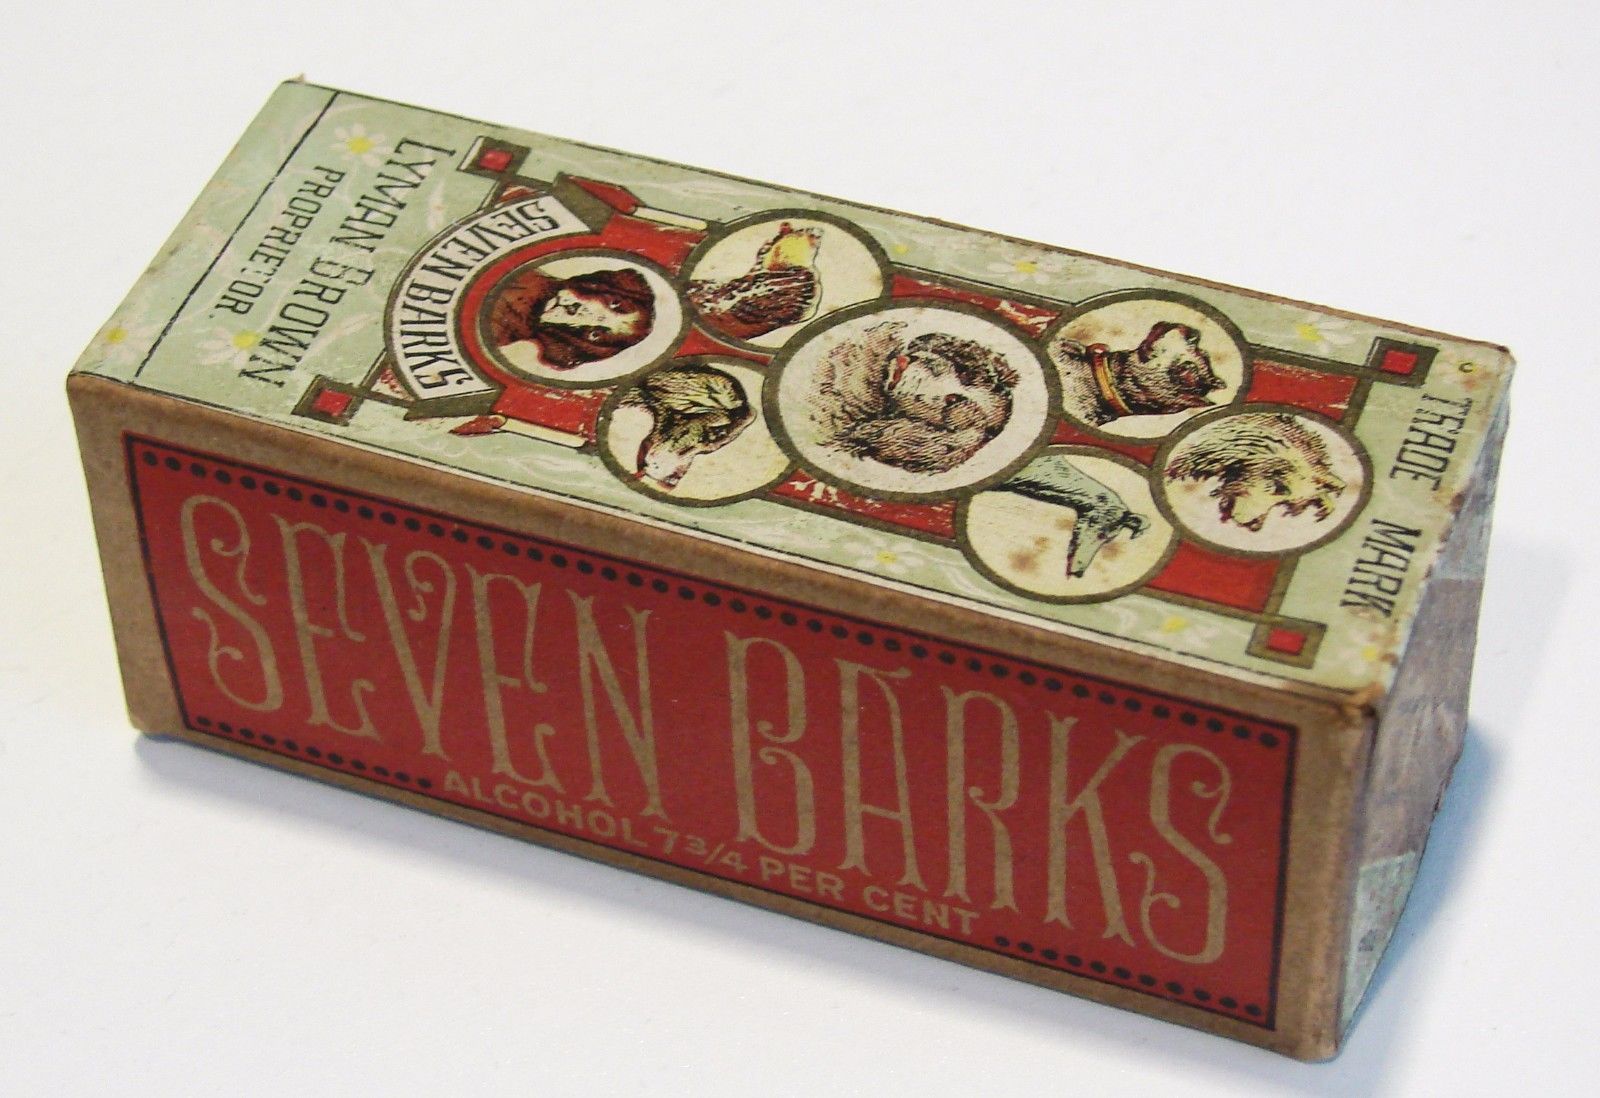 LYMAN BROWN
PROPRIETOR.
SEVEN BARKS
TRADE MARK
SEVEN BARKS
ALCOHOL 7 3/4 PER CENT